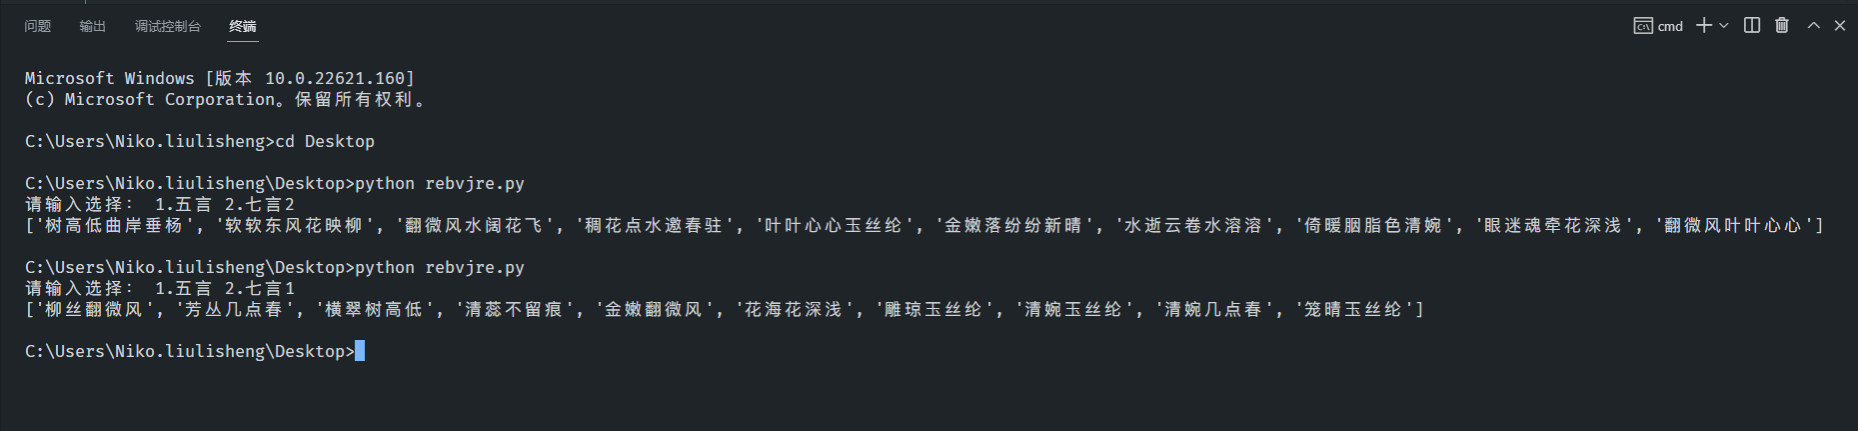 问题 输出 调试控制台 终端 cmd
Microsoft Windows [版本 10.0.22621.160]
(c) Microsoft Corporation。保留所有权利。
C:\Users\Niko.liulisheng>cd Desktop
C:\Users\Niko.liulisheng\Desktop>python rebvjre.py
请输入选择： 1.五言 2.七言2
['树高低曲岸垂杨', '软软东风花映柳', '翻微风水阔花飞', '稠花点水邀春驻', '叶叶心心玉丝纶', '金嫩落纷纷新晴', '水逝云卷水溶溶', '倚暖胭脂色清婉', '眼迷魂牵花深浅', '翻微风叶叶心心']
C:\Users\Niko.liulisheng\Desktop>python rebvjre.py
请输入选择： 1.五言 2.七言1
['柳丝翻微风', '芳丛几点春', '横翠树高低', '清蕊不留痕', '金嫩翻微风', '花海花深浅', '雕琼玉丝纶', '清婉玉丝纶', '清婉几点春', '笼晴玉丝纶']
C:\Users\Niko.liulisheng\Desktop>